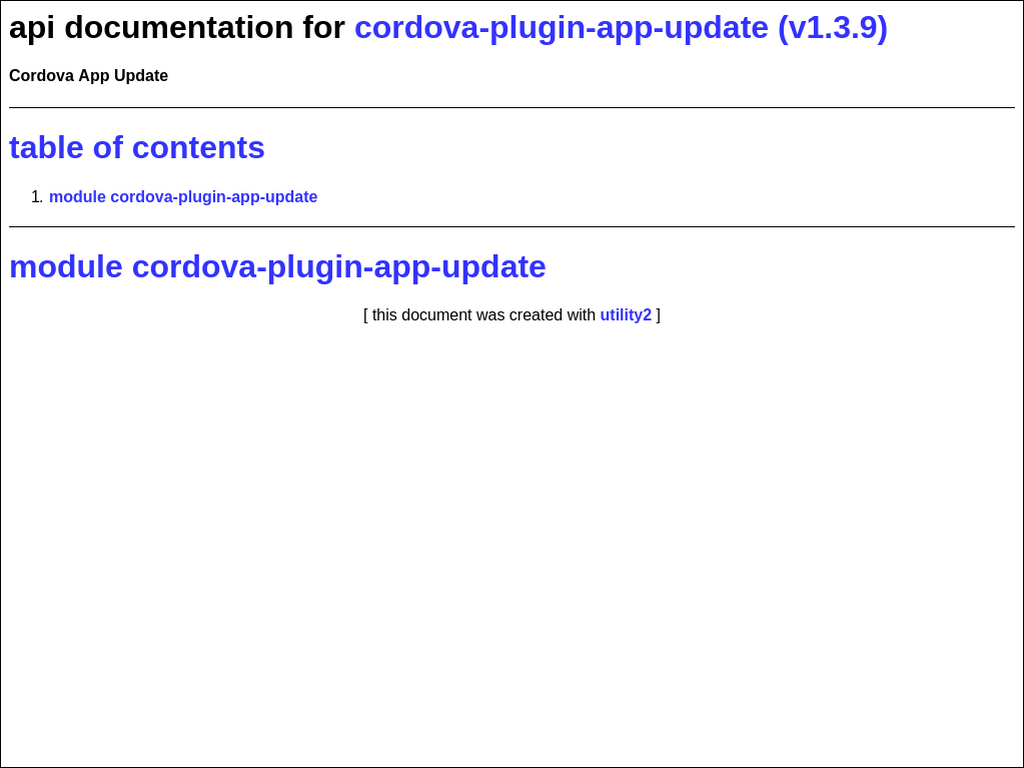 api documentation for cordova-plugin-app-update (v1.3.9)
Cordova App Update
table of contents
1. module cordova-plugin-app-update
module cordova-plugin-app-update
[ this document was created with utility2 ]